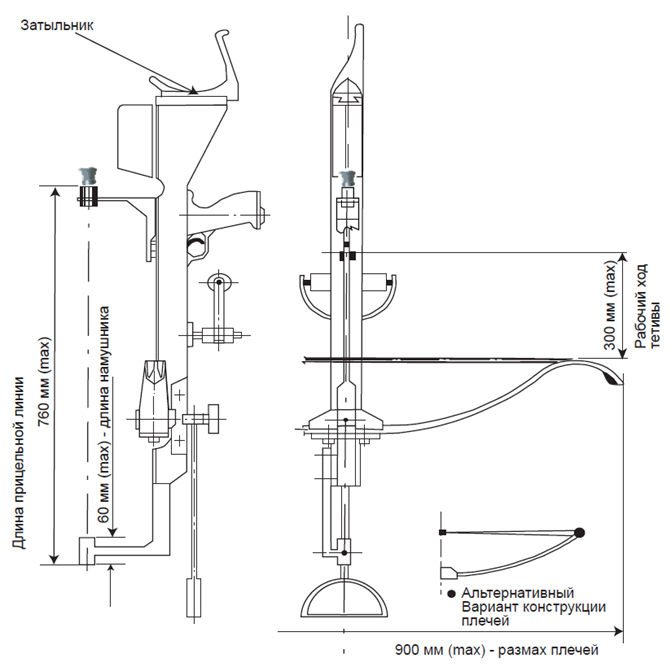 Затыльник
Длина прицельной линии
760 мм (max)
60 мм (max) - длина намушника
300 мм (max)
Рабочий ход
тетивы
Альтернативный
Вариант конструкции
плечей
900 мм (max) - размах плечей